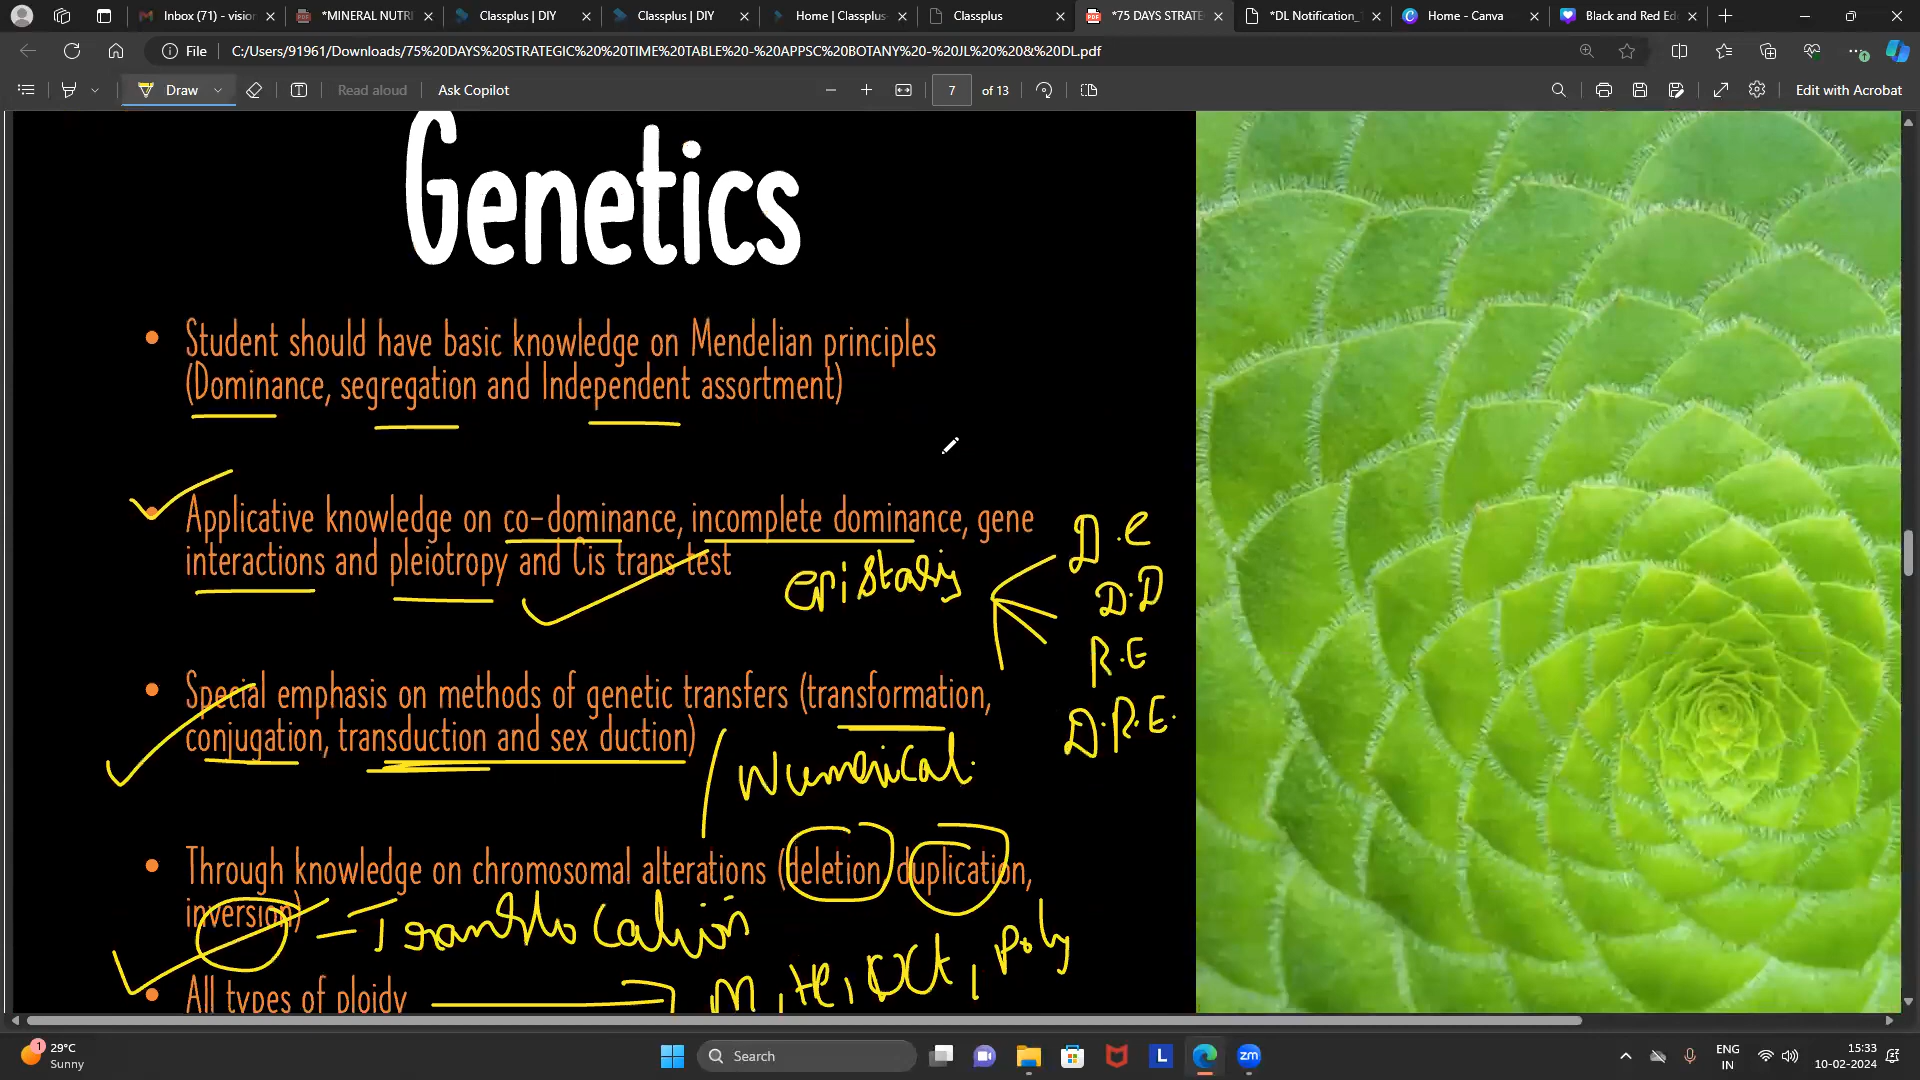 Inbox (71) - vision
*MINERAL NUTRI
Classplus | DIY
Classplus | DIY
Home | Classplus
Classplus
*75 DAYS STRATE
*DL Notification_
Home - Canva
Black and Red Ed
File
C:/Users/91961/Downloads/75%20DAYS%20STRATEGIC%20%20TIME%20TABLE%20-%20APPSC%20BOTANY%20-%20JL%20%20&%20DL.pdf
Draw
Read aloud
Ask Copilot
7 of 13
Edit with Acrobat
Genetics
Student should have basic knowledge on Mendelian principles
(Dominance, segregation and Independent assortment)
Applicative knowledge on co-dominance, incomplete dominance, gene
interactions and pleiotropy and Cis trans test
epistasis
D.E
D.D
R.E
D.R.E.
Special emphasis on methods of genetic transfers (transformation,
conjugation, transduction and sex duction)
Numerical
Through knowledge on chromosomal alterations (deletion, duplication,
inversion)
- Translocation
All types of ploidy
poly
29°C
Sunny
1
Search
L
zm
ENG
IN
15:33
10-02-2024